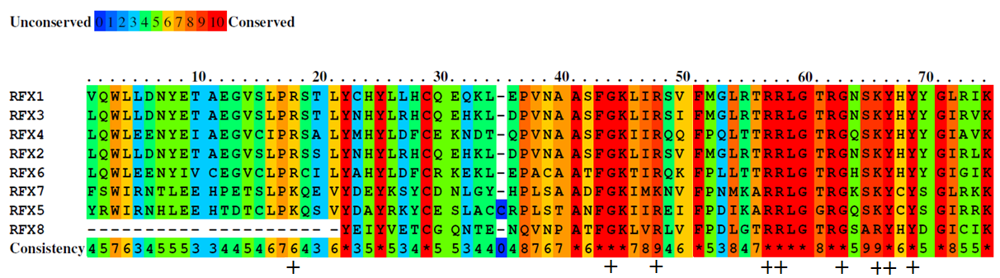 Unconserved 0 1 2 3 4 5 6 7 8 9 10 Conserved
. . . . . . . . . 10 . . . . . . . . . 20 . . . . . . . . . 30 . . . . . . . . . 40 . . . . . . . . . 50 . . . . . . . . . 60 . . . . . . . . . 70 . . . . .
RFX1 VQWLLDNYET AEGVSLPRST LYCHYLLHCQ EQKL-EPVNA ASFGKLIRSV FMGLRTRRLG TRGNSKYHYY GLRIK
RFX3 LQWLLDNYET AEGVSLPRST LYNHYLRHCQ EHKL-EPVNA ASFGKLIRSI FMGLRTRRLG TRGNSKYHYY GIRVK
RFX4 LQWLEENYEI AEGVCIPRSA LYMHYLDFCE KNDT-QPVNA ASFGKIIRQQ FPQLTTRRLG TRGQSKYHYY GIAVK
RFX2 LQWLLDNYET AEGVSLPRSS LYNHYLRHCQ EHKL-DPVNA ASFGKLIRSV FMGLRTRRLG TRGNSKYHYY GIRLK
RFX6 LQWLEENYIV CEGVCLPRCI LYAHYLDFCR KEKL-EPACA ATFGKTIRQK FPLLTTRRLG TRGHSKYHYY GIGIK
RFX7 FSWIRNTLEE HPETSLPKQE VYDEYKSYCD NLGY-HPLSA ADFGKIMKNV FPNMKARRLG TRGNSKYCYS GLRKK
RFX5 YRWIRNHLEE HTDTCLPKQS VYDAYRKYCE SLACCRPLST ANFGKIIREI FPDIKARRLG GRGQSKYCYS GIRRK
RFX8 ---------- ---------- -YEIYVETCG QNTE-NQVNP ATFGKLVRLV FPDLGTRRLG TRGSARYHYD GICIK
Consistency 4576345553 3445467643 6*35*534*5 5344048767 *6***78946 *53847**** 8**599*6*5 *855*
+ + + + + + + + +